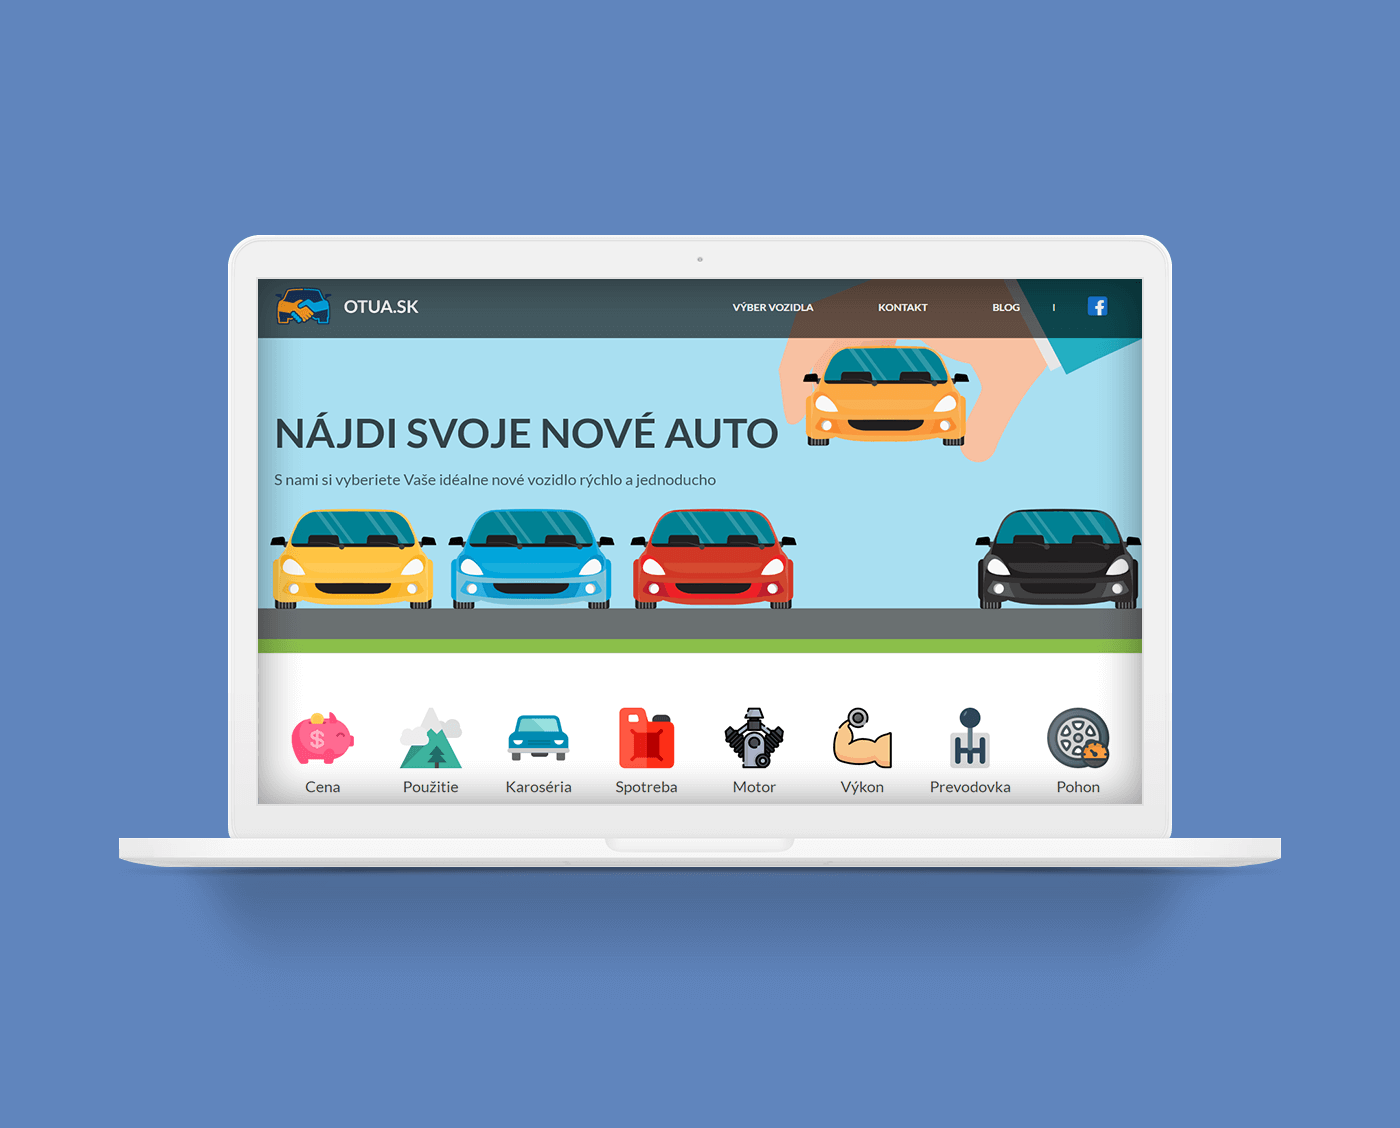 OTUA.SK
VÝBER VOZIDLA KONTAKT BLOG I
NÁJDI SVOJE NOVÉ AUTO
S nami si vyberiete Vaše idéalne nové vozidlo rýchlo a jednoducho
Cena Použitie Karoséria Spotreba Motor Výkon Prevodovka Pohon